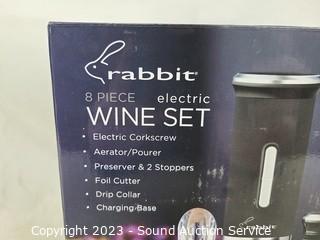 rabbit®
8 PIECE electric
WINE SET
• Electric Corkscrew
• Aerator/Pourer
• Preserver & 2 Stoppers
• Foil Cutter
• Drip Collar
• Charging Base
rabbit
Copyright 2023 - Sound Auction Service